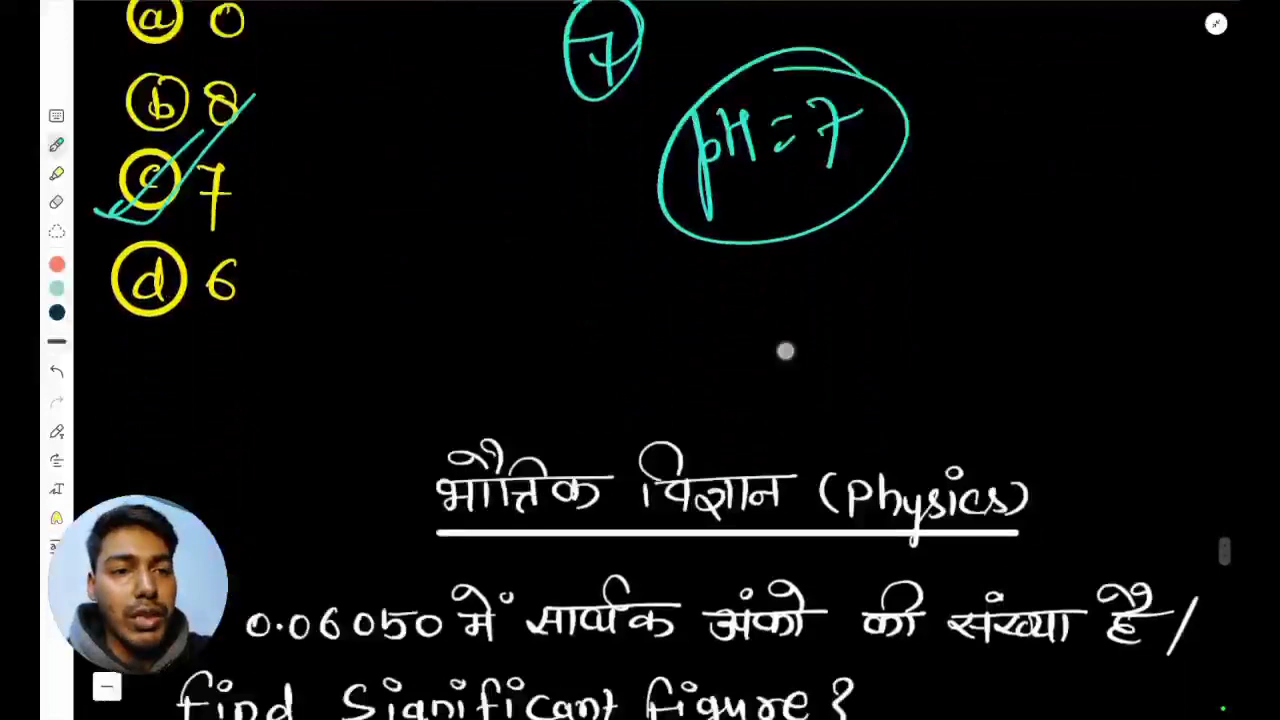 (a) 0
7
(b) 8
pH = 7
(c) 7
(d) 6
भौतिक विज्ञान (Physics)
0.06050 में सार्थक अंको की संख्या है /
find Significant figure?